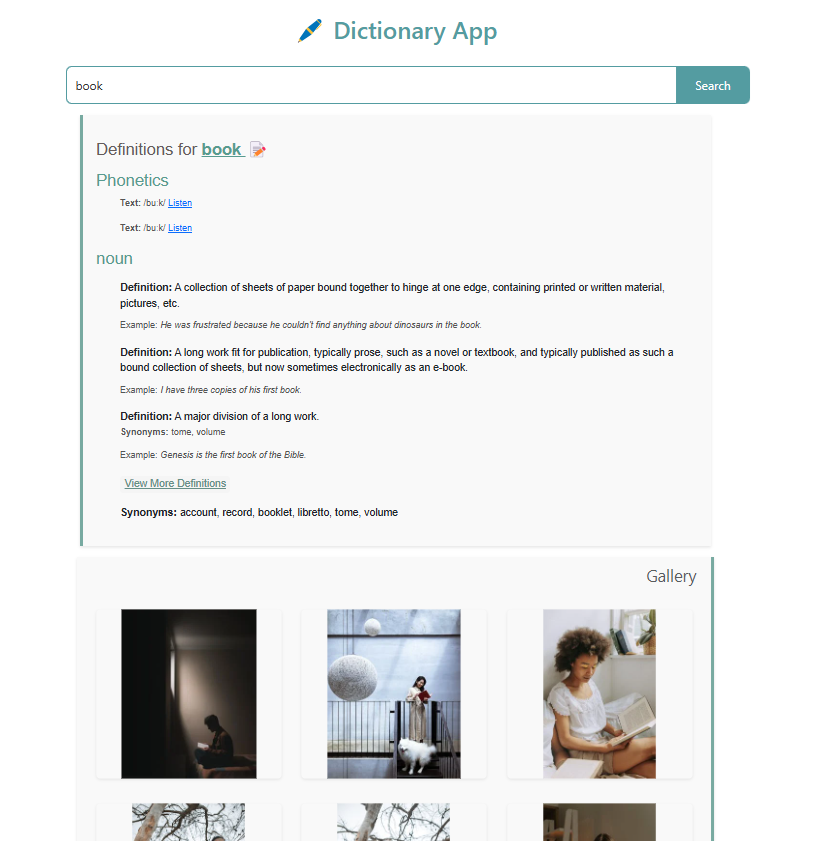 Dictionary App
book
Search
Definitions for book
Phonetics
Text: /buːk/ Listen
Text: /buːk/ Listen
noun
Definition: A collection of sheets of paper bound together to hinge at one edge, containing printed or written material,
pictures, etc.
Example: He was frustrated because he couldn't find anything about dinosaurs in the book.
Definition: A long work fit for publication, typically prose, such as a novel or textbook, and typically published as such a
bound collection of sheets, but now sometimes electronically as an e-book.
Example: I have three copies of his first book.
Definition: A major division of a long work.
Synonyms: tome, volume
Example: Genesis is the first book of the Bible.
View More Definitions
Synonyms: account, record, booklet, libretto, tome, volume
Gallery